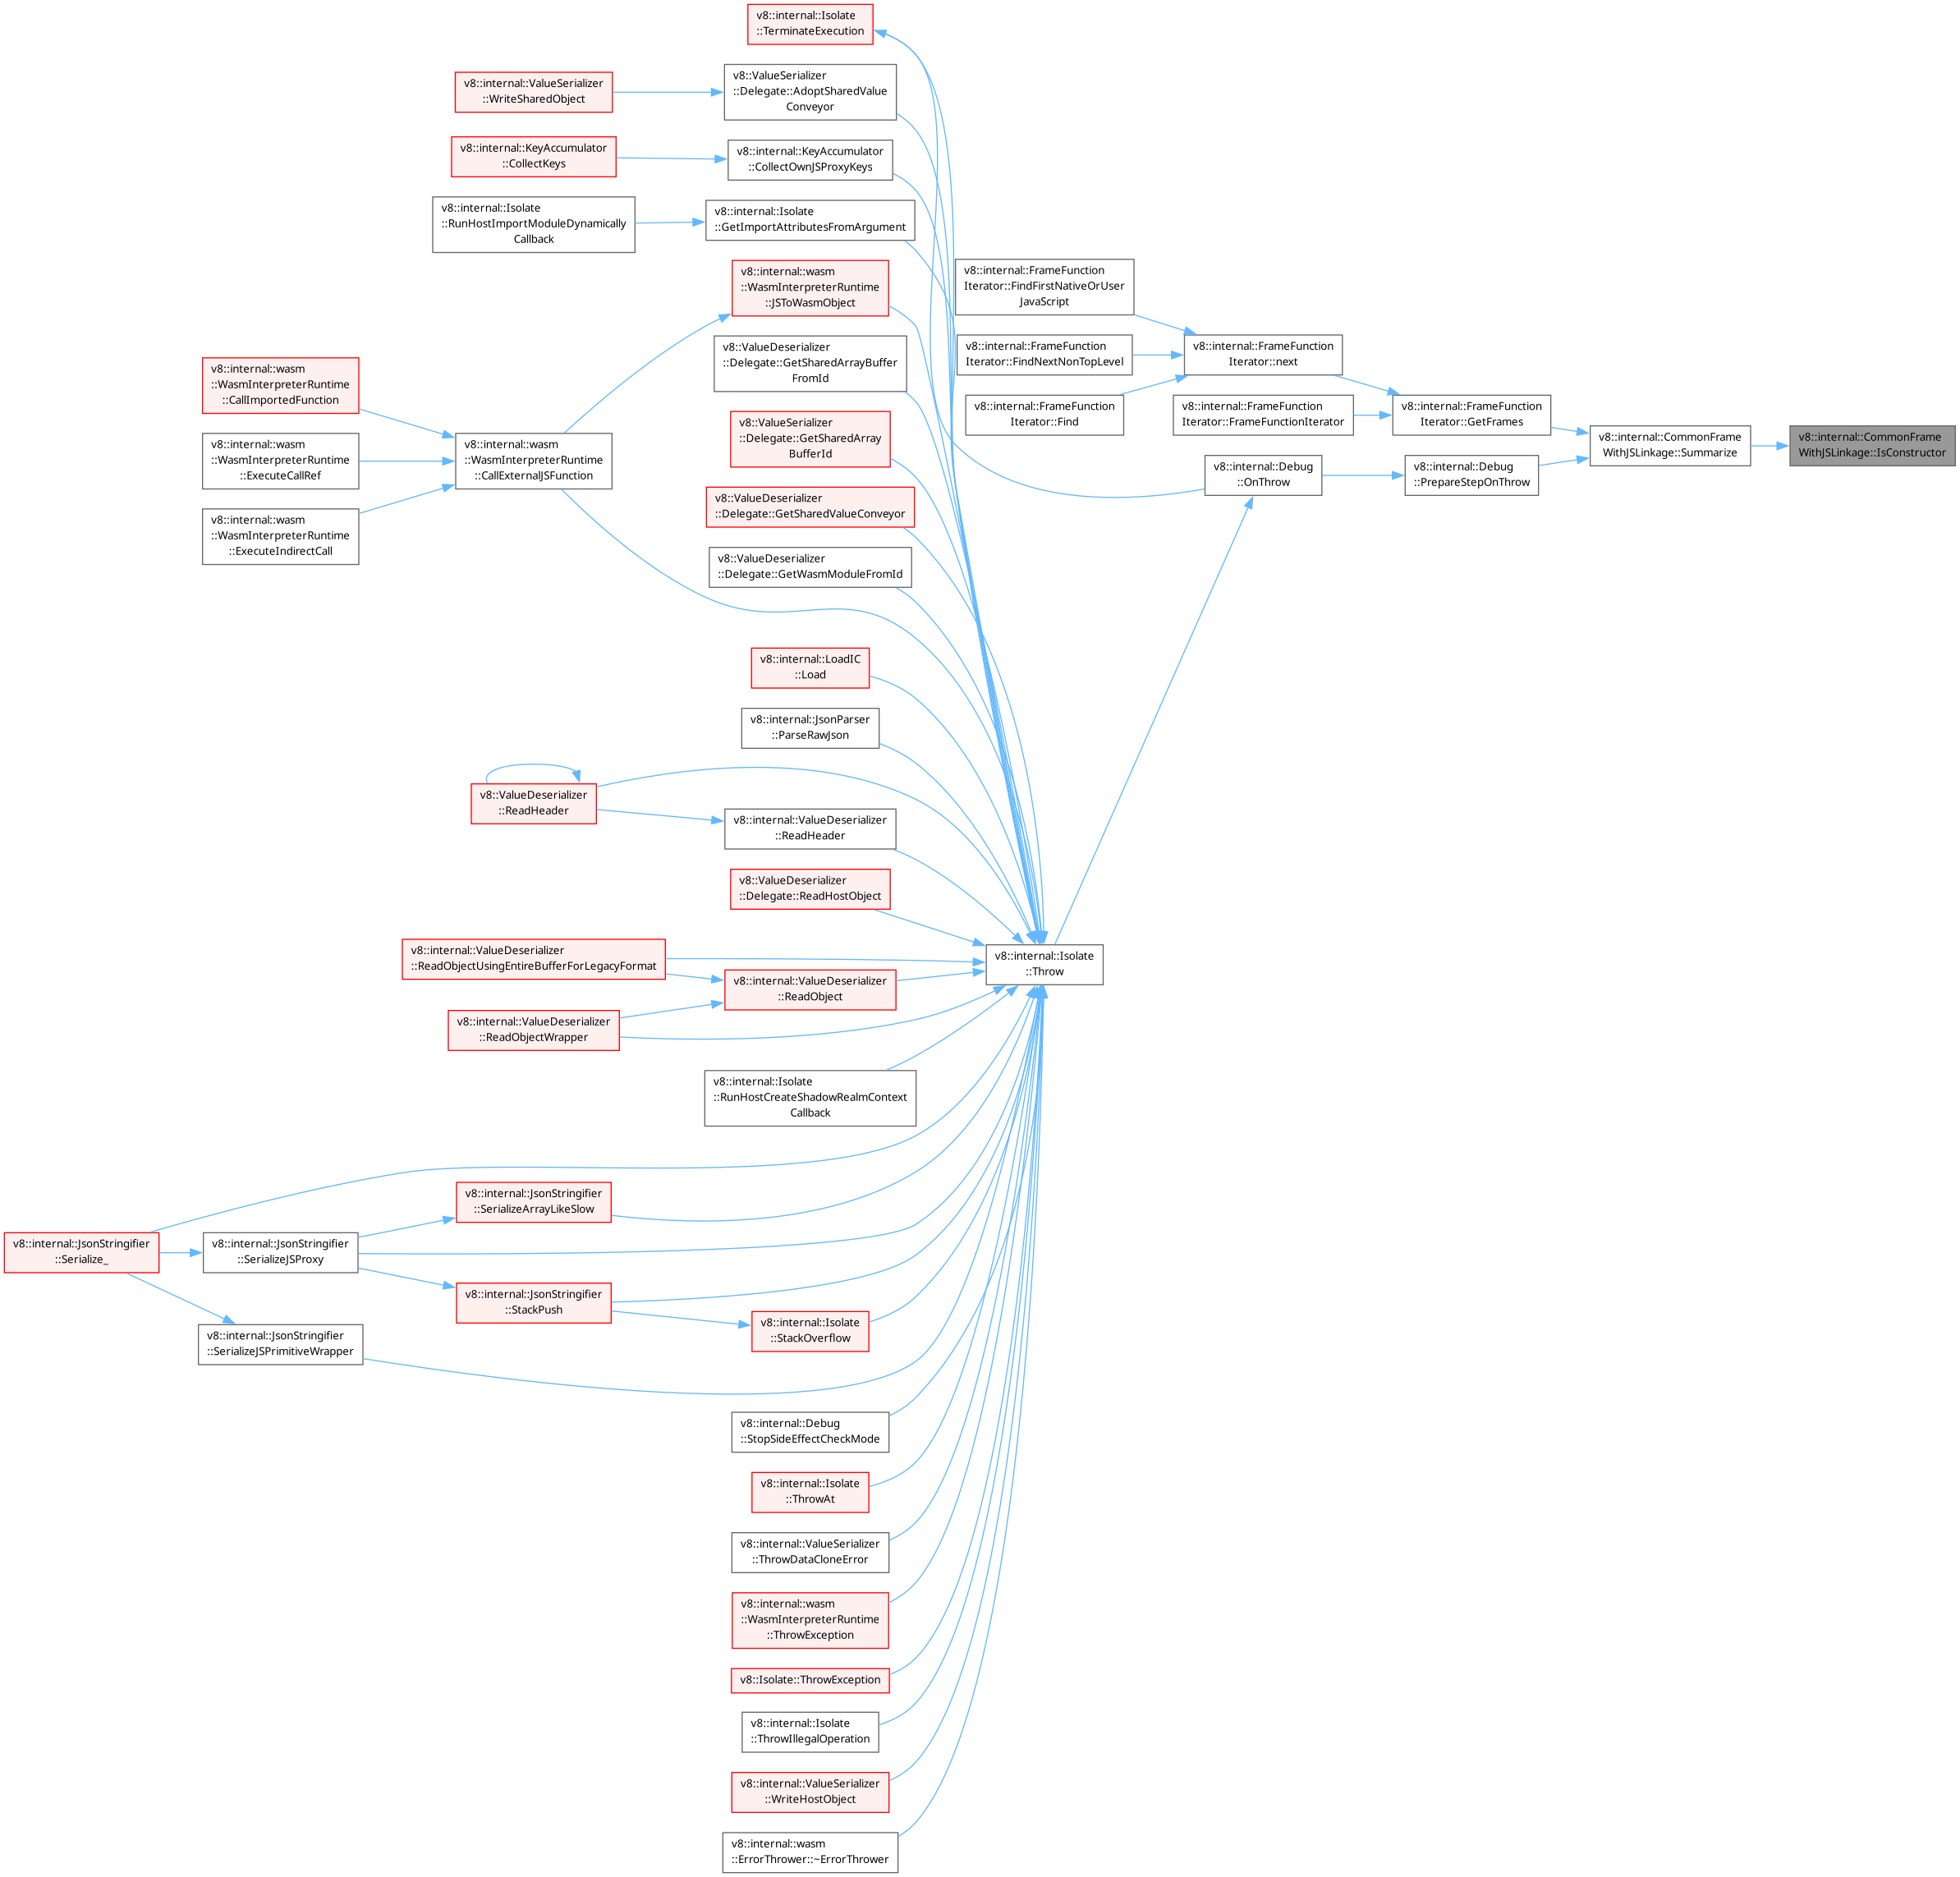 v8::internal::Isolate
::TerminateExecution
v8::ValueSerializer
::Delegate::AdoptSharedValue
Conveyor
v8::internal::ValueSerializer
::WriteSharedObject
v8::internal::KeyAccumulator
::CollectKeys
v8::internal::KeyAccumulator
::CollectOwnJSProxyKeys
v8::internal::Isolate
::RunHostImportModuleDynamically
Callback
v8::internal::Isolate
::GetImportAttributesFromArgument
v8::internal::wasm
::WasmInterpreterRuntime
::JSToWasmObject
v8::internal::FrameFunction
Iterator::FindFirstNativeOrUser
JavaScript
v8::internal::FrameFunction
Iterator::FindNextNonTopLevel
v8::internal::FrameFunction
Iterator::next
v8::ValueDeserializer
::Delegate::GetSharedArrayBuffer
FromId
v8::internal::wasm
::WasmInterpreterRuntime
::CallImportedFunction
v8::internal::FrameFunction
Iterator::Find
v8::internal::FrameFunction
Iterator::FrameFunctionIterator
v8::internal::FrameFunction
Iterator::GetFrames
v8::internal::CommonFrame
WithJSLinkage::Summarize
v8::internal::CommonFrame
WithJSLinkage::IsConstructor
v8::ValueSerializer
::Delegate::GetSharedArray
BufferId
v8::internal::wasm
::WasmInterpreterRuntime
::ExecuteCallRef
v8::internal::wasm
::WasmInterpreterRuntime
::CallExternalJSFunction
v8::internal::Debug
::OnThrow
v8::internal::Debug
::PrepareStepOnThrow
v8::ValueDeserializer
::Delegate::GetSharedValueConveyor
v8::internal::wasm
::WasmInterpreterRuntime
::ExecuteIndirectCall
v8::ValueDeserializer
::Delegate::GetWasmModuleFromId
v8::internal::LoadIC
::Load
v8::internal::JsonParser
::ParseRawJson
v8::ValueDeserializer
::ReadHeader
v8::internal::ValueDeserializer
::ReadHeader
v8::ValueDeserializer
::Delegate::ReadHostObject
v8::internal::ValueDeserializer
::ReadObjectUsingEntireBufferForLegacyFormat
v8::internal::Isolate
::Throw
v8::internal::ValueDeserializer
::ReadObject
v8::internal::ValueDeserializer
::ReadObjectWrapper
v8::internal::Isolate
::RunHostCreateShadowRealmContext
Callback
v8::internal::JsonStringifier
::SerializeArrayLikeSlow
v8::internal::JsonStringifier
::Serialize_
v8::internal::JsonStringifier
::SerializeJSProxy
v8::internal::JsonStringifier
::StackPush
v8::internal::Isolate
::StackOverflow
v8::internal::JsonStringifier
::SerializeJSPrimitiveWrapper
v8::internal::Debug
::StopSideEffectCheckMode
v8::internal::Isolate
::ThrowAt
v8::internal::ValueSerializer
::ThrowDataCloneError
v8::internal::wasm
::WasmInterpreterRuntime
::ThrowException
v8::Isolate::ThrowException
v8::internal::Isolate
::ThrowIllegalOperation
v8::internal::ValueSerializer
::WriteHostObject
v8::internal::wasm
::ErrorThrower::~ErrorThrower